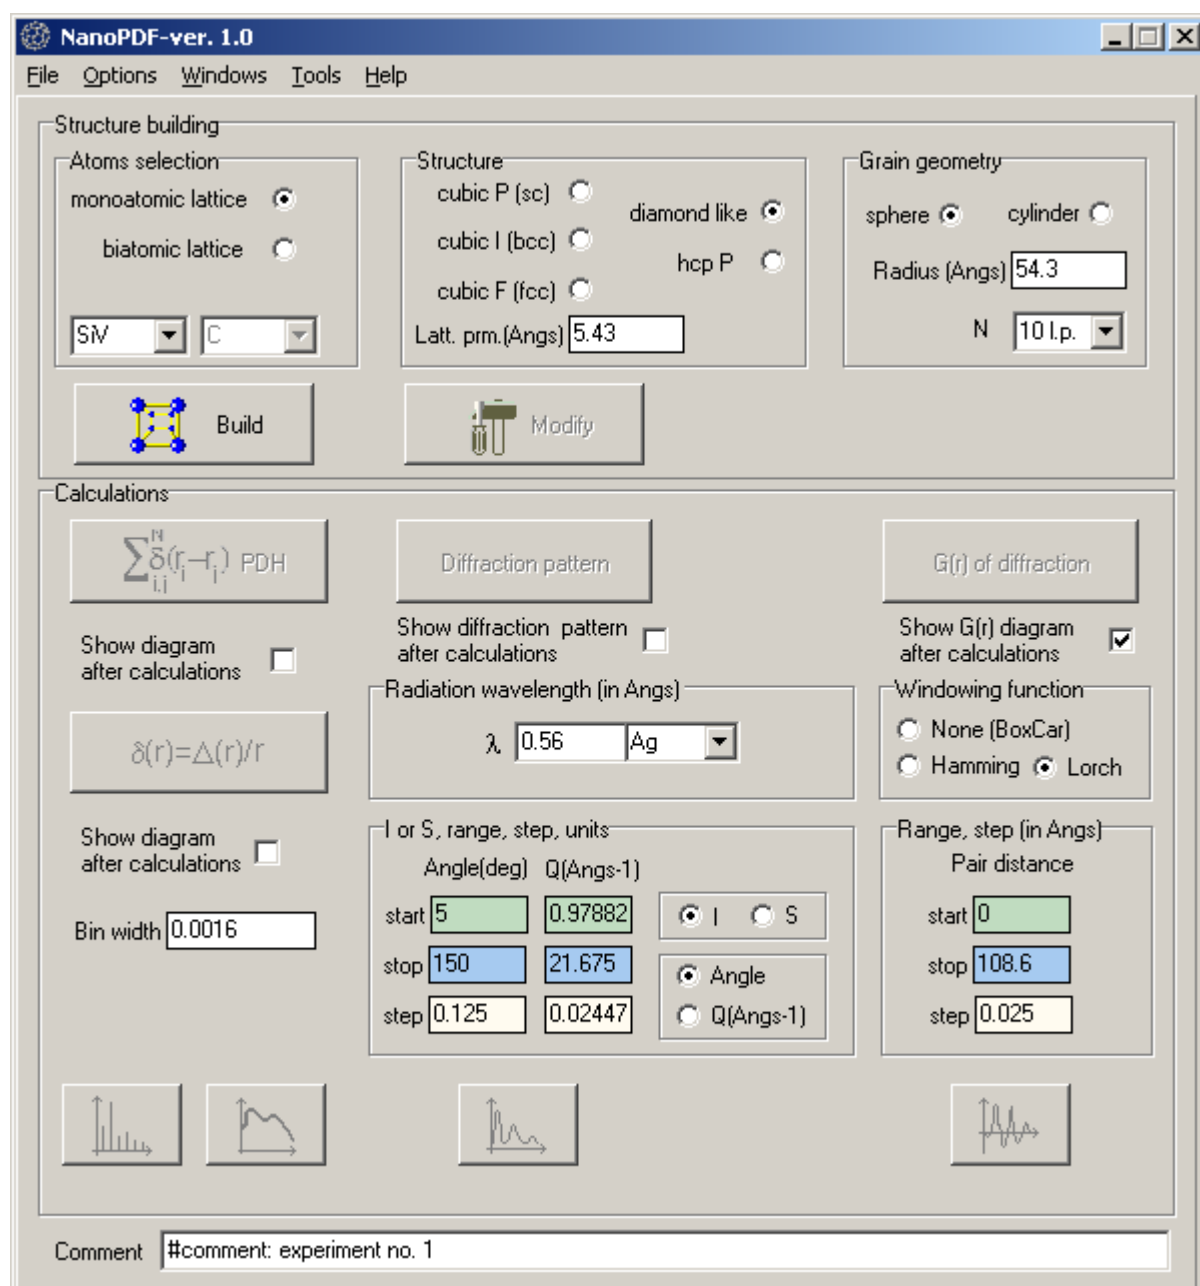 NanoPDF-ver. 1.0
File Options Windows Tools Help
Structure building
Atoms selection
monoatomic lattice
biatomic lattice
SiV C
Structure
cubic P (sc)
cubic I (bcc)
cubic F (fcc)
diamond like
hcp P
Latt. prm.(Angs) 5.43
Grain geometry
sphere cylinder
Radius (Angs) 54.3
N 10 l.p.
Build
Modify
Calculations
∑ N i,j δ(ri−rj) PDH
Show diagram
after calculations
δ(r)=Δ(r)/r
Show diagram
after calculations
Bin width 0.0016
Diffraction pattern
Show diffraction pattern
after calculations
Radiation wavelength (in Angs)
λ 0.56 Ag
I or S, range, step, units
Angle(deg) Q(Angs-1)
start 5 0.97882
stop 150 21.675
step 0.125 0.02447
I S
Angle
Q(Angs-1)
G(r) of diffraction
Show G(r) diagram
after calculations
Windowing function
None (BoxCar)
Hamming Lorch
Range, step (in Angs)
Pair distance
start 0
stop 108.6
step 0.025
Comment #comment: experiment no. 1